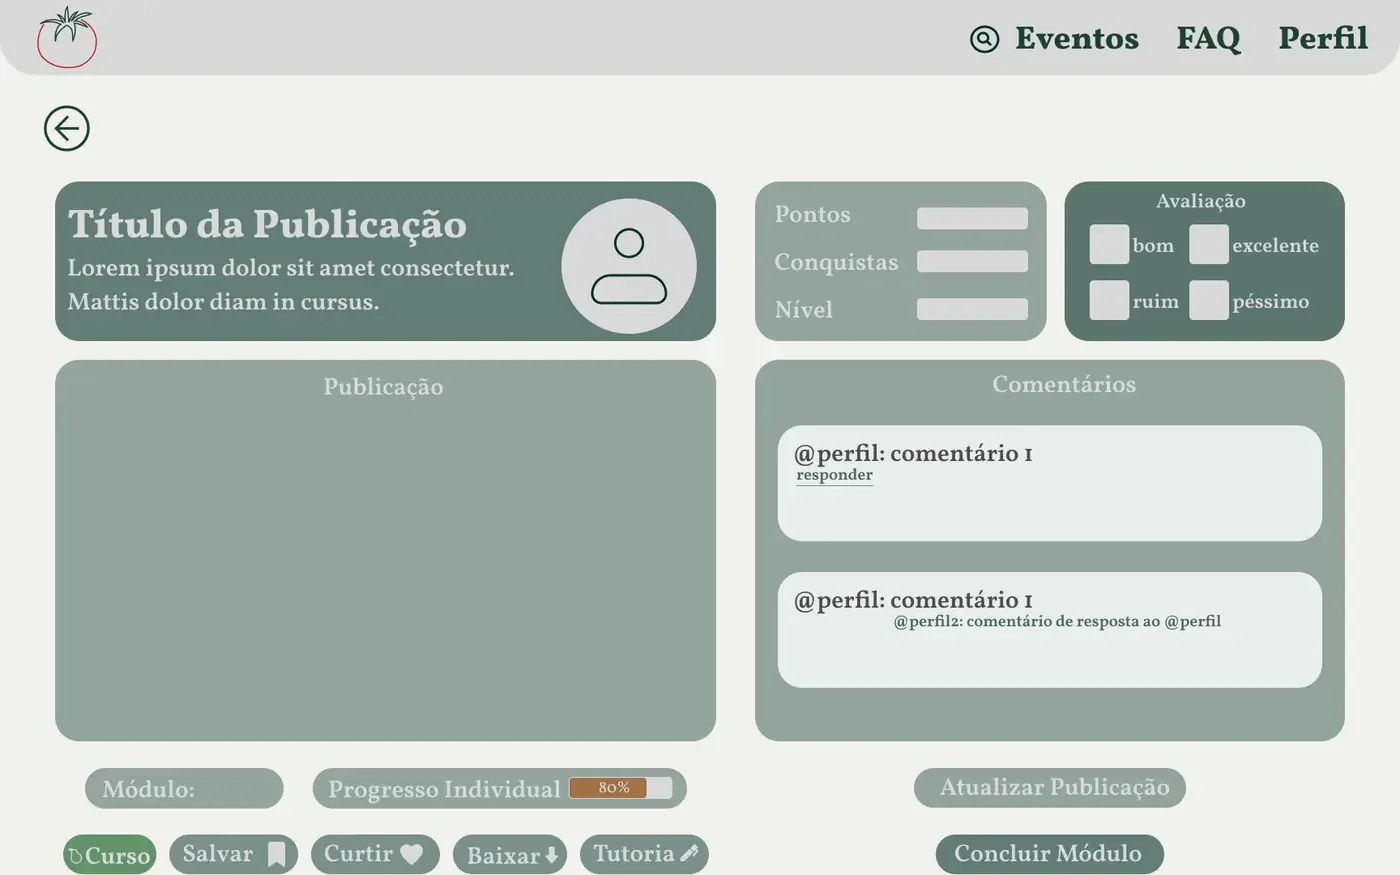 Eventos FAQ Perfil
Título da Publicação
Lorem ipsum dolor sit amet consectetur.
Mattis dolor diam in cursus.
Pontos
Conquistas
Nível
Avaliação
bom excelente
ruim péssimo
Publicação
Comentários
@perfil: comentário 1
responder
@perfil: comentário 1
@perfil2: comentário de resposta ao @perfil
Módulo:
Progresso Individual 80%
Atualizar Publicação
Curso
Salvar
Curtir
Baixar
Tutoria
Concluir Módulo